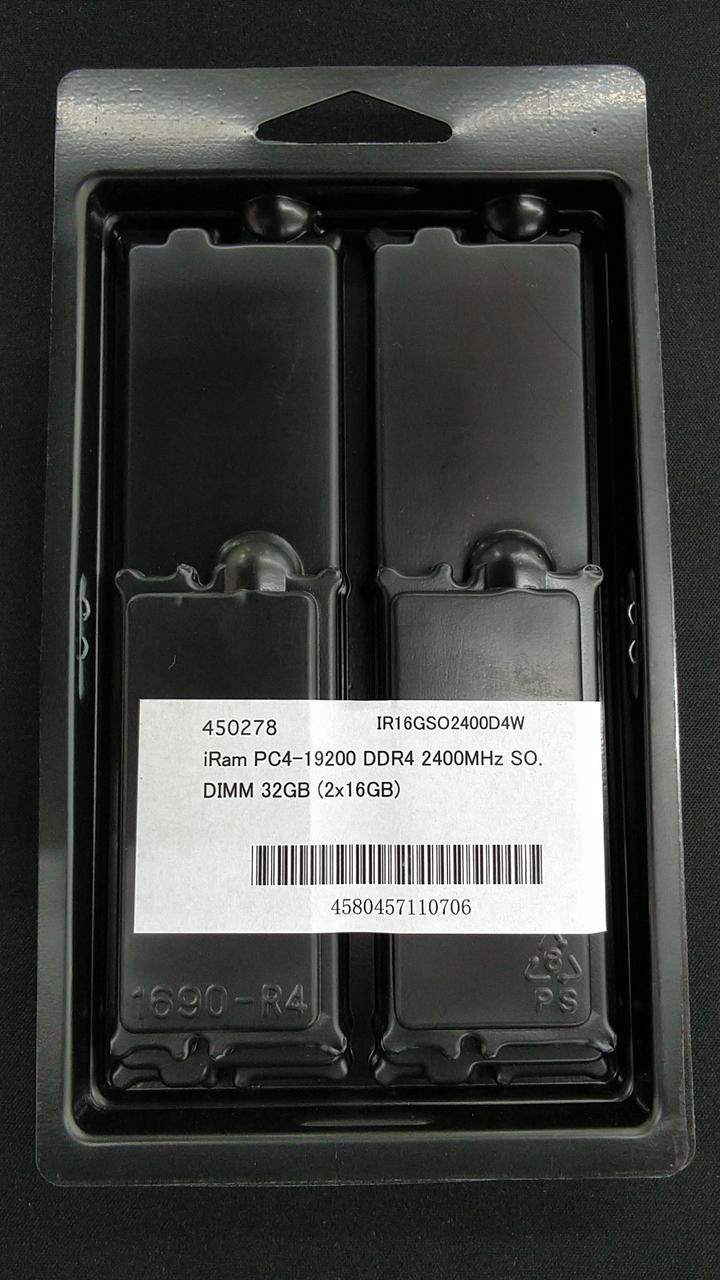 450278 IR16GSO2400D4W
iRam PC4-19200 DDR4 2400MHz SO.
DIMM 32GB (2x16GB)
4580457110706
1690-R4
6
PS